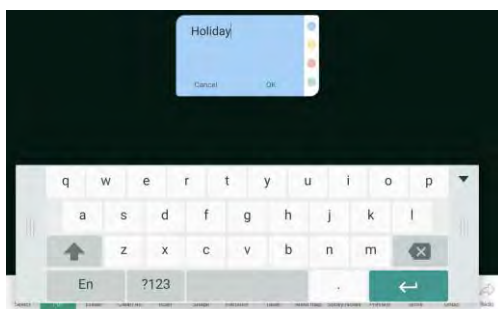 Holiday
Cancel OK
q w e r t y u i o p
a s d f g h j k l
z x c v b n m
En ?123 .